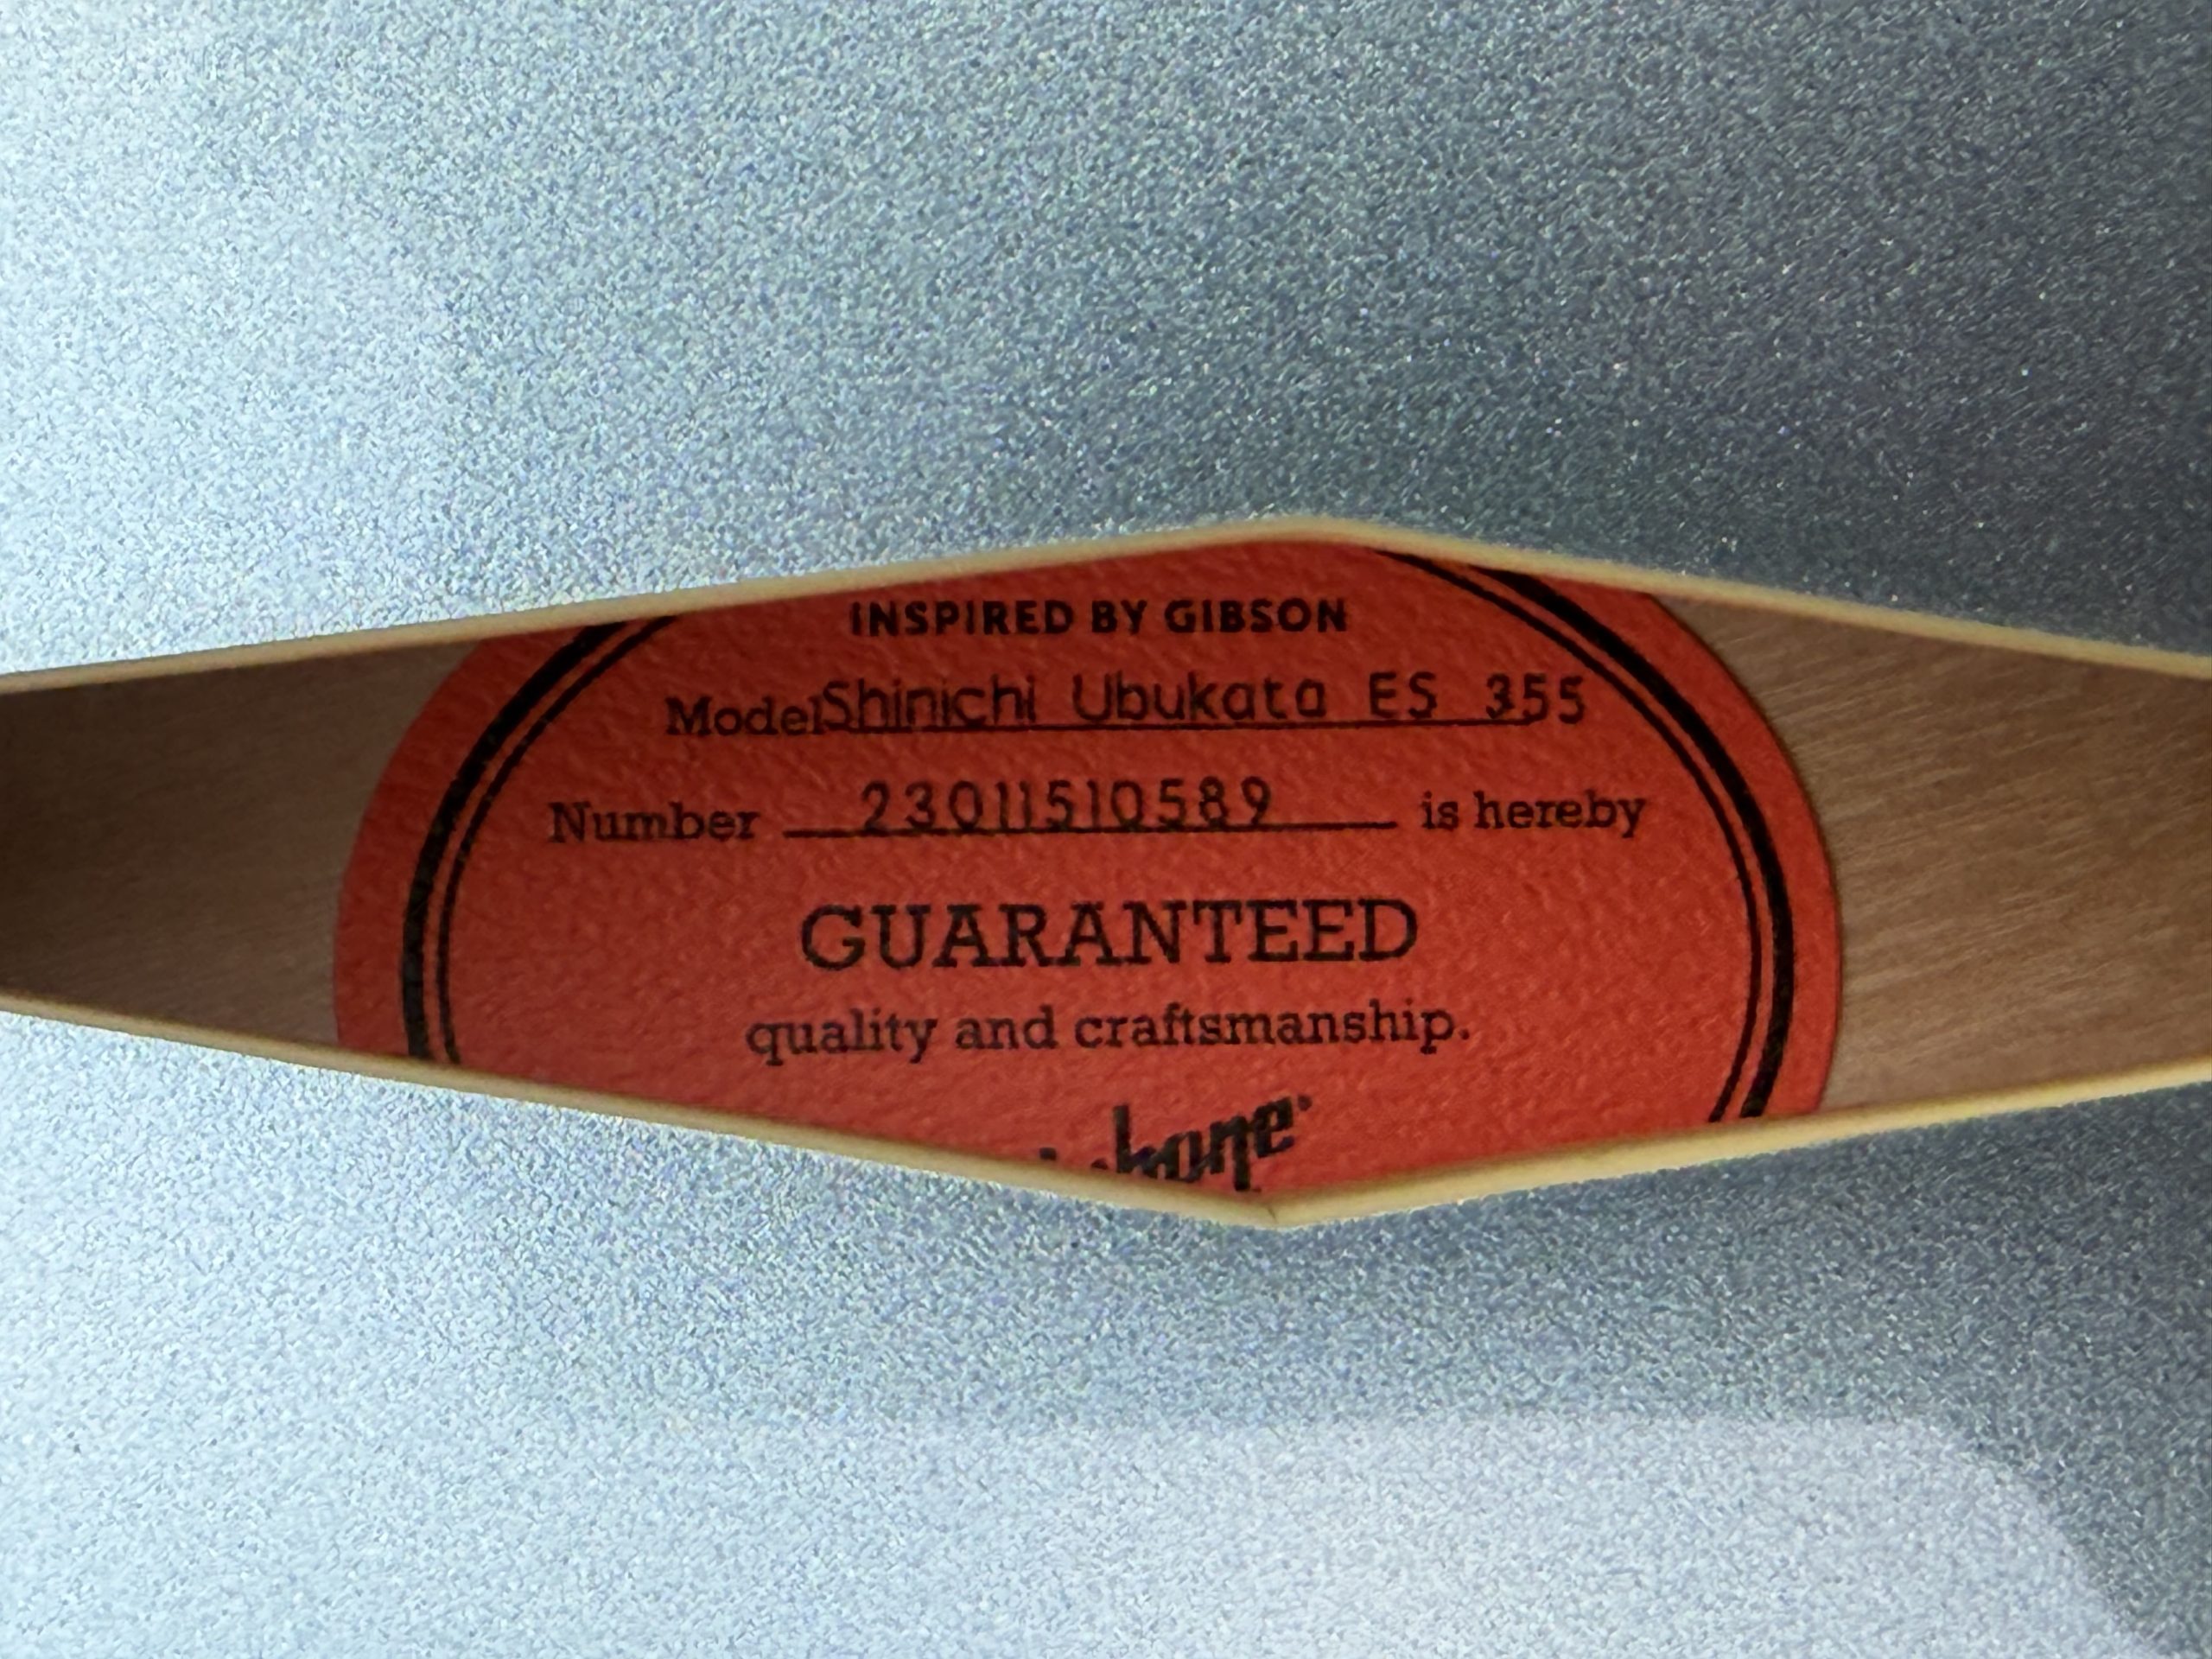 INSPIRED BY GIBSON
Model Shinichi Ubukata ES 355
Number 23011510589 is hereby
GUARANTEED
quality and craftsmanship.